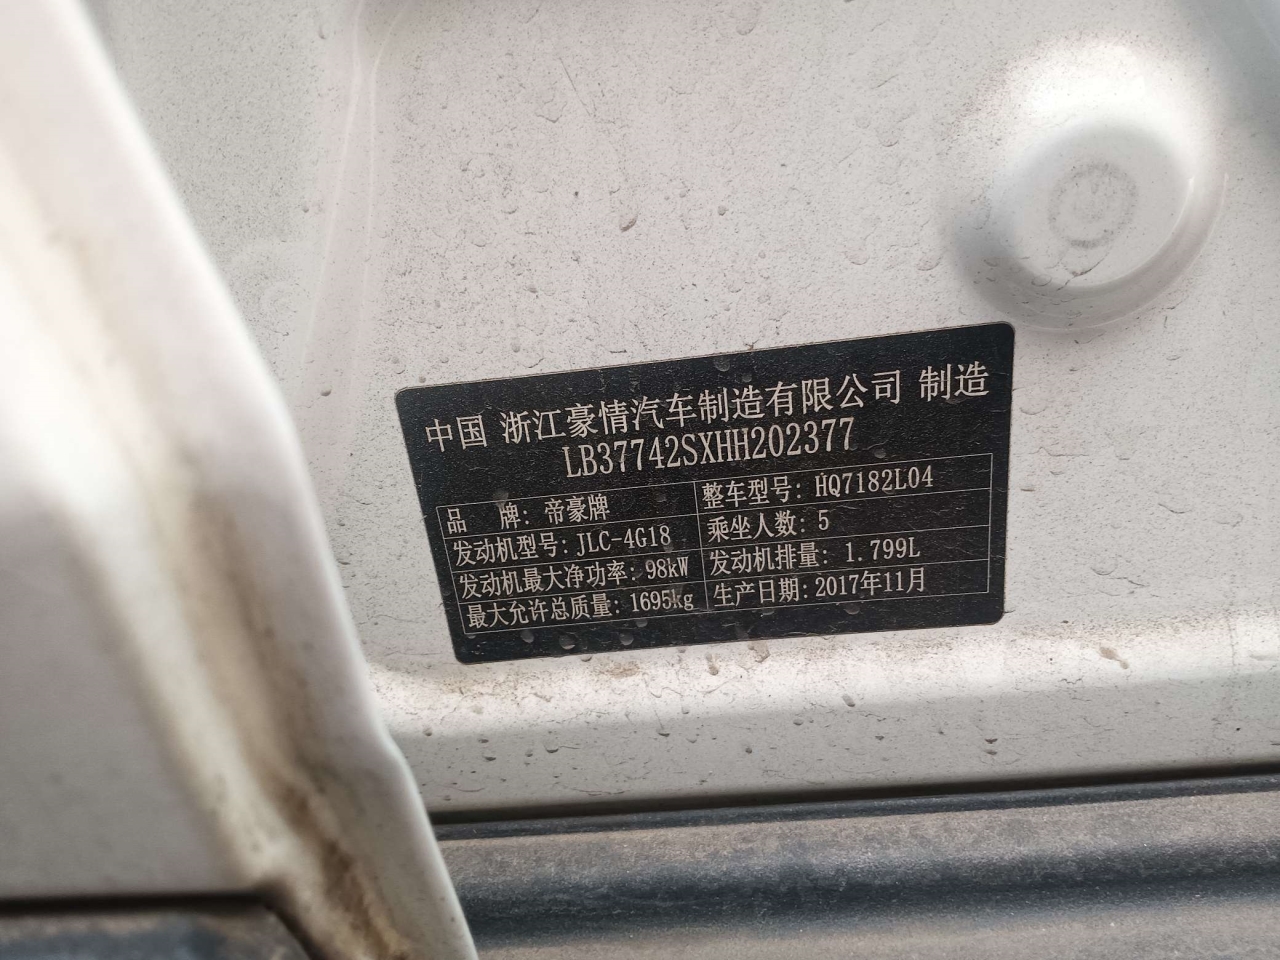 中国 浙江豪情汽车制造有限公司 制造
LB37742SXHH202377
品 牌: 帝豪牌 整车型号: HQ7182L04
发动机型号: JLC-4G18 乘坐人数: 5
发动机最大净功率: 98kW 发动机排量: 1.799L
最大允许总质量: 1695kg 生产日期: 2017年11月